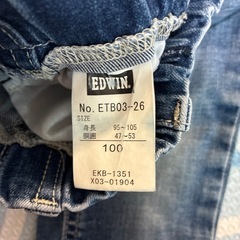 EDWIN.
No. ETB03-26
SIZE
身長 95~105
胴囲 47~53
100
EKB-1351
X03-01904